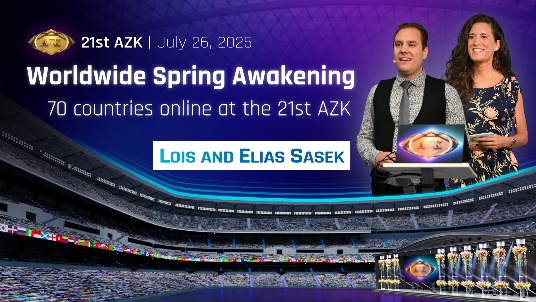 21st AZK | July 26, 2025
Worldwide Spring Awakening
70 countries online at the 21st AZK
LOIS AND ELIAS SASEK
AZK